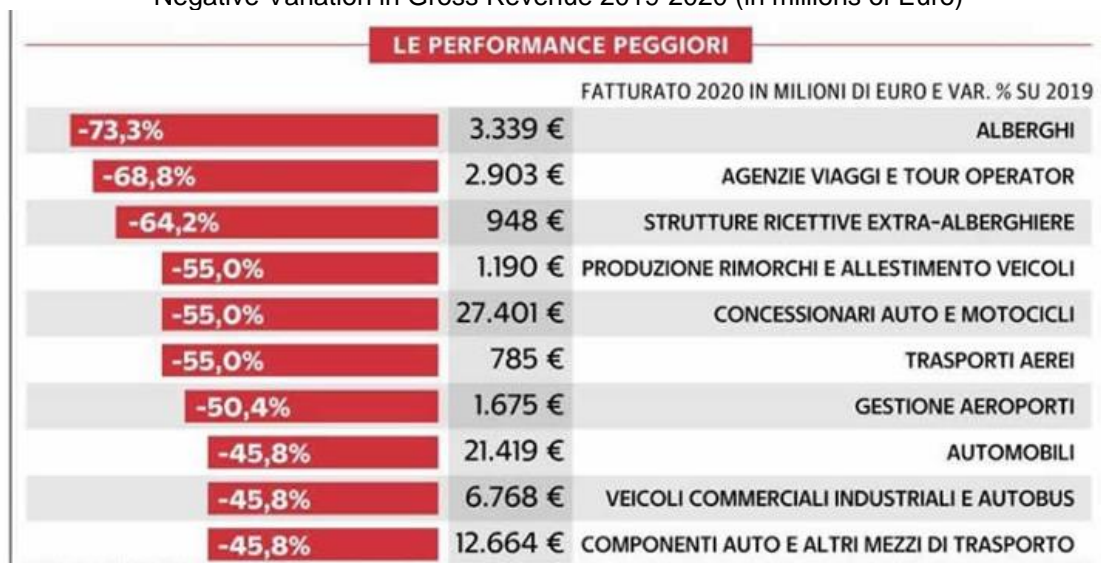 Negative Variation in Gross Revenue 2019-2020 (in millions of Euro)
LE PERFORMANCE PEGGIORI
FATTURATO 2020 IN MILIONI DI EURO E VAR. % SU 2019
-73,3% 3.339 € ALBERGHI
-68,8% 2.903 € AGENZIE VIAGGI E TOUR OPERATOR
-64,2% 948 € STRUTTURE RICETTIVE EXTRA-ALBERGHIERE
-55,0% 1.190 € PRODUZIONE RIMORCHI E ALLESTIMENTO VEICOLI
-55,0% 27.401 € CONCESSIONARI AUTO E MOTOCICLI
-55,0% 785 € TRASPORTI AEREI
-50,4% 1.675 € GESTIONE AEROPORTI
-45,8% 21.419 € AUTOMOBILI
-45,8% 6.768 € VEICOLI COMMERCIALI INDUSTRIALI E AUTOBUS
-45,8% 12.664 € COMPONENTI AUTO E ALTRI MEZZI DI TRASPORTO